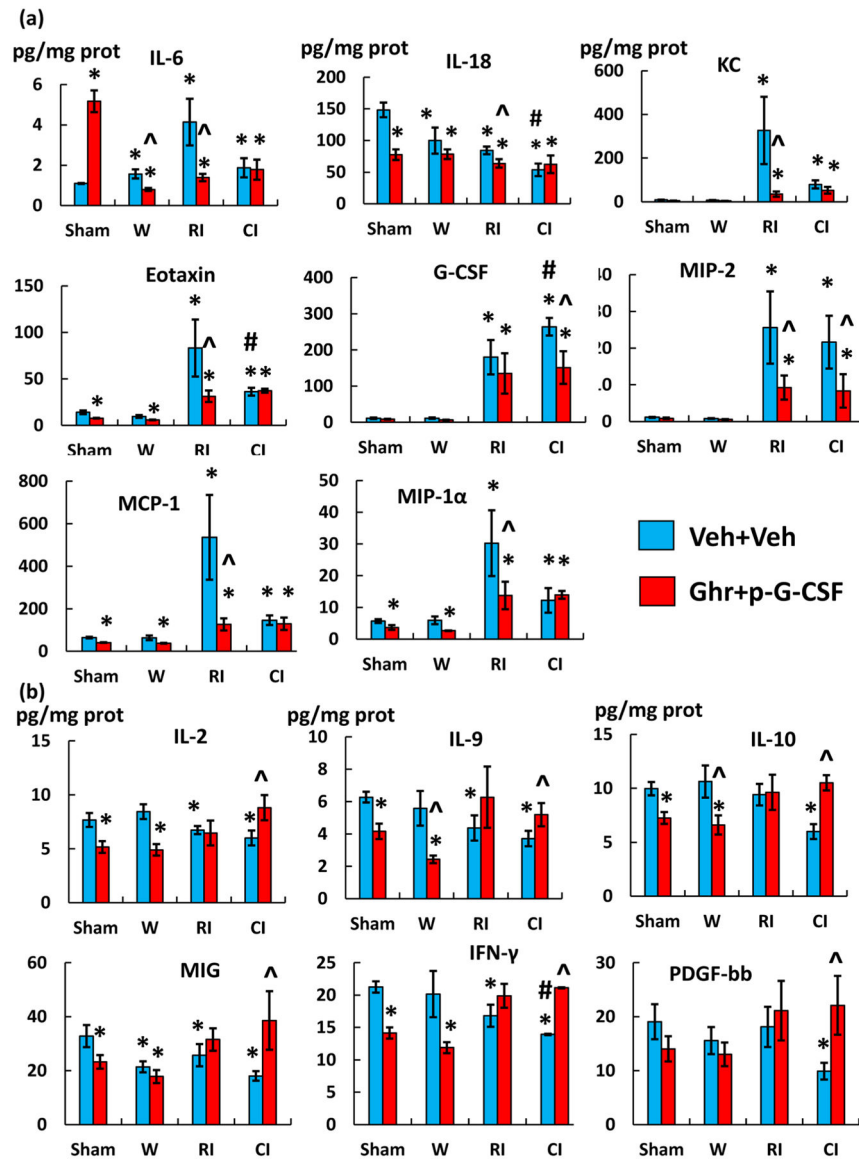 (a)
pg/mg prot
IL-6
6
4
2
0
* * ^ * * ^ * * *
Sham W RI CI
pg/mg prot
IL-18
200
150
100
50
0
* * * * ^ * # * *
Sham W RI CI
pg/mg prot
KC
600
400
200
0
* ^ * * *
Sham W RI CI
Eotaxin
150
100
50
0
* * * ^ * # * *
Sham W RI CI
G-CSF
400
300
200
100
0
* * # * ^ *
Sham W RI CI
MIP-2
40
20
0
* ^ * * ^ *
Sham W RI CI
MCP-1
800
600
400
200
0
* * * ^ * * *
Sham W RI CI
MIP-1α
50
40
30
20
10
0
* * * ^ * * *
Sham W RI CI
Veh+Veh
Ghr+p-G-CSF
(b)
pg/mg prot
IL-2
15
10
5
0
* * * * ^
Sham W RI CI
pg/mg prot
IL-9
10
8
6
4
2
0
* ^ * * * ^
Sham W RI CI
pg/mg prot
IL-10
15
10
5
0
* ^ * * ^
Sham W RI CI
MIG
60
40
20
0
* * * * * ^
Sham W RI CI
IFN-γ
25
20
15
10
5
0
* * * # * ^
Sham W RI CI
PDGF-bb
30
20
10
0
* ^
Sham W RI CI